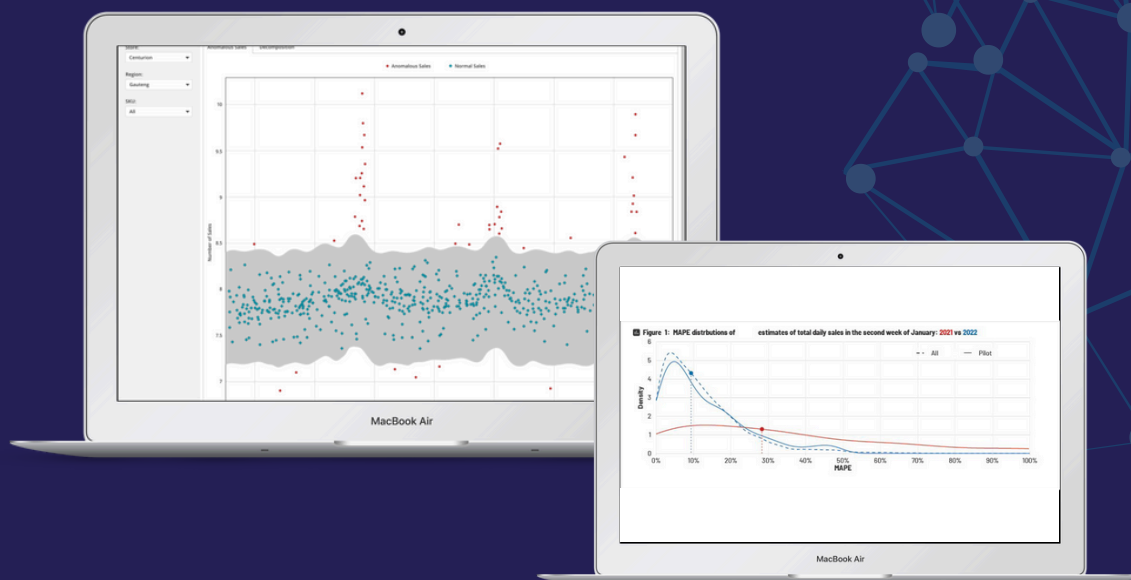 Store:
Centurion
Region:
Gauteng
SKU:
All
Anomalous Sales Decomposition
Anomalous Sales Normal Sales
Number of Sales
10
9.5
9
8.5
8
7.5
7
MacBook Air
Figure 1: MAPE distrbutions of estimates of total daily sales in the second week of January: 2021 vs 2022
All Pilot
Density
6
5
4
3
2
1
0
0% 10% 20% 30% 40% 50% 60% 70% 80% 90% 100%
MAPE
MacBook Air